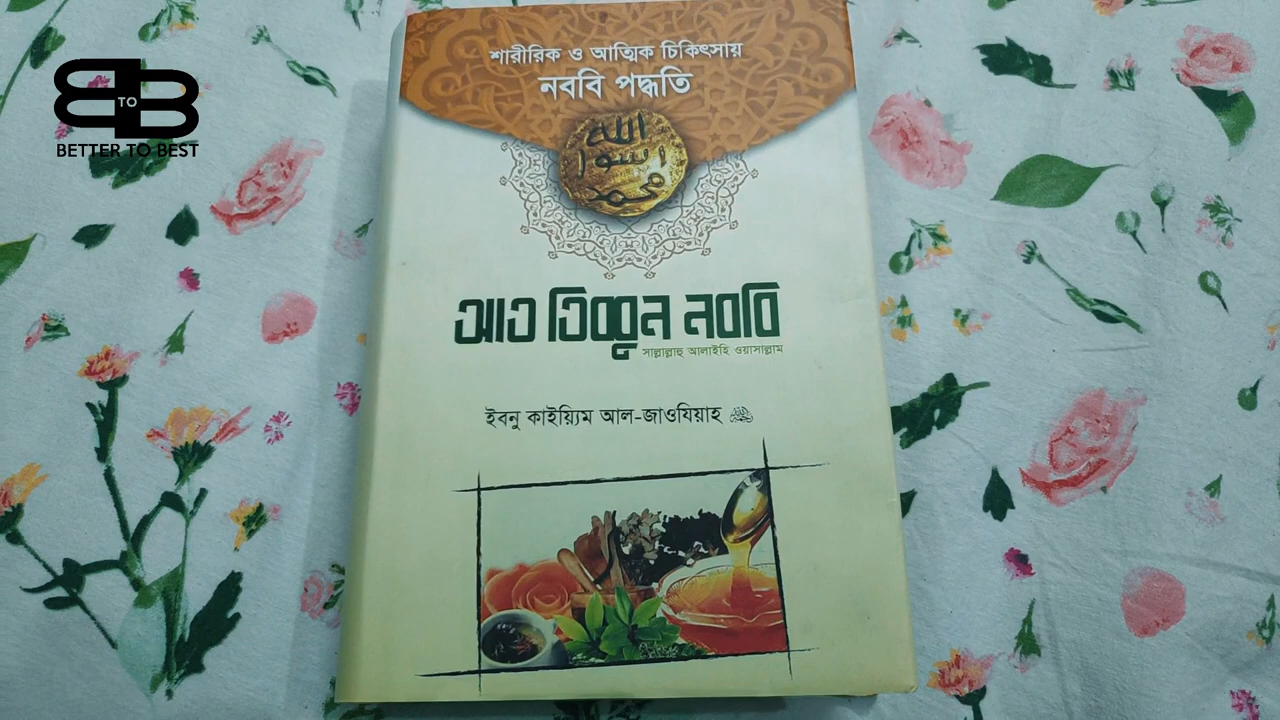 B TO B
BETTER TO BEST
শারীরিক ও আত্মিক চিকিৎসায়
নববি পদ্ধতি
الله
رسول
محمد
আত তিব্বুন নববি
সাল্লাল্লাহু আলাইহি ওয়াসাল্লাম
ইবনু কাইয়্যিম আল-জাওযিয়াহ